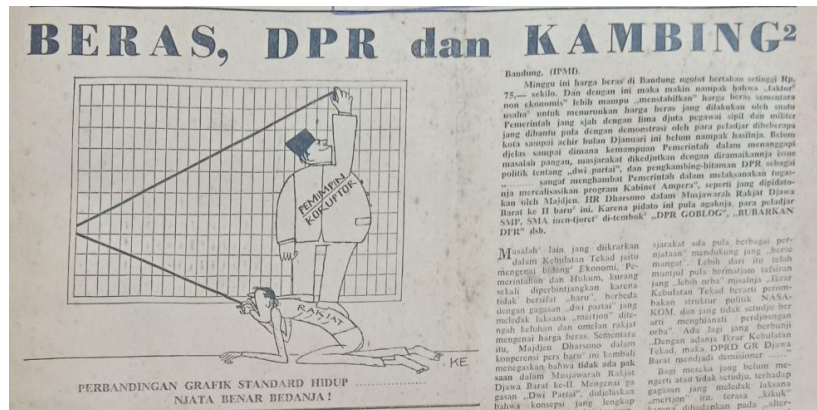 BERAS, DPR dan KAMBING²
PEMIMPIN
KORUPTOR
RAKJAT
KE
PERBANDINGAN GRAFIK STANDARD HIDUP ....................
NJATA BENAR BEDANJA !
Bandung, (IPMI).
Minggu ini harga beras di Bandung ngotot bertahan setinggi Rp.
75,— sekilo. Dan dengan ini maka makin nampak bahwa „faktor²
non ekonomis” lebih mampu „menstabilkan” harga beras sementara
usaha² untuk menurunkan harga beras jang dilakukan oleh
Pemerintah jang sjah dengan lima djuta pegawai sipil dan militer
jang dibantu pula dengan demonstrasi oleh para peladjar dibeberapa
kota sampai achir bulan Djanuari ini belum nampak hasilnja. Belum
djelas sampai dimana kemampuan Pemerintah dalam menanggapi
masalah pangan, masjarakat dikedjutkan dengan diramaikannja issue
politik tentang „dwi partai”, dan pengkambing-hitaman DPR sebagai
„......... sangat menghambat Pemerintah dalam melaksanakan tugas-
nja merealisasikan program Kabinet Ampera”, seperti jang dipidato-
kan oleh Majdjen. HR Dharsono dalam Musjawarah Rakjat Djawa
Barat ke II baru² ini. Karena pidato ini pula agaknja, para peladjar
SMP, SMA men-tjoret² di-tembok² „DPR GOBLOG”, „BUBARKAN
DPR” dsb.
Masalah² lain jang diikrarkan
dalam Kebulatan Tekad jaitu
mengenai bidang² Ekonomi, Pe-
merintahan dan Hukum, kurang
sekali diperbintjangkan karena
tidak bersifat „baru”, berbeda
dengan gagasan „dwi partai” jang
meledak laksana „mertjon” dite-
ngah keluhan dan omelan rakjat
mengenai harga beras. Sementara
itu, Majdjen Dharsono dalam
konperensi pers baru² ini kembali
menegaskan bahwa tidak ada pak
saan dalam Musjawarah Rakjat
Djawa Barat ke-II. Mengenai ga
gasan „Dwi Partai”, didjelaskan
bahwa konsepsi jang lengkap
sjarakat ada pula berbagai per-
njataan² mendukung jang „berse
mangat”. Lebih dari itu telah
muntjul pula bermatjam tafsiran
jang „lebih orba” misalnja „Ikrar
Kebulatan Tekad berarti perom-
bakan struktur politik NASA-
KOM, dan jang tidak setudju ber
arti menghianati perdjoangan
orba”. Ada lagi jang berbunji
„Dengan adanja Ikrar Kebulatan
Tekad, maka DPRD GR Djawa
Barat mendjadi demisioner ......”
Bagi mereka jang belum me-
ngerti atau tidak setudju, terhadap
gagasan jang meledak laksana
„mertjon” itu, terasa „kikuk”
dihadapkan pada „alter-